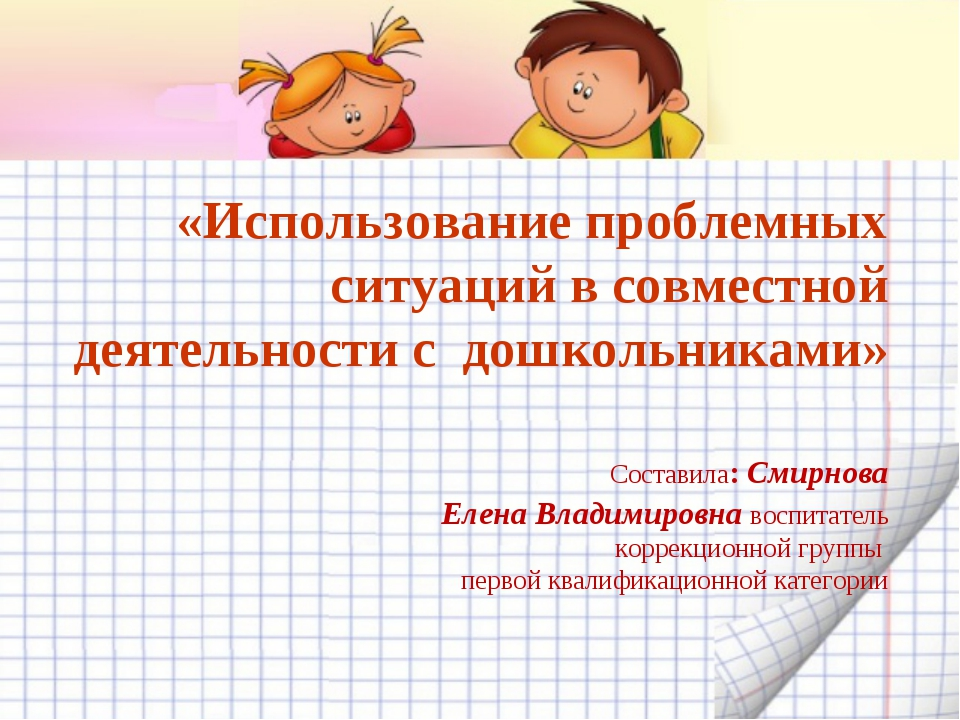 «Использование проблемных
ситуаций в совместной
деятельности с дошкольниками»
Составила: Смирнова
Елена Владимировна воспитатель
коррекционной группы
первой квалификационной категории